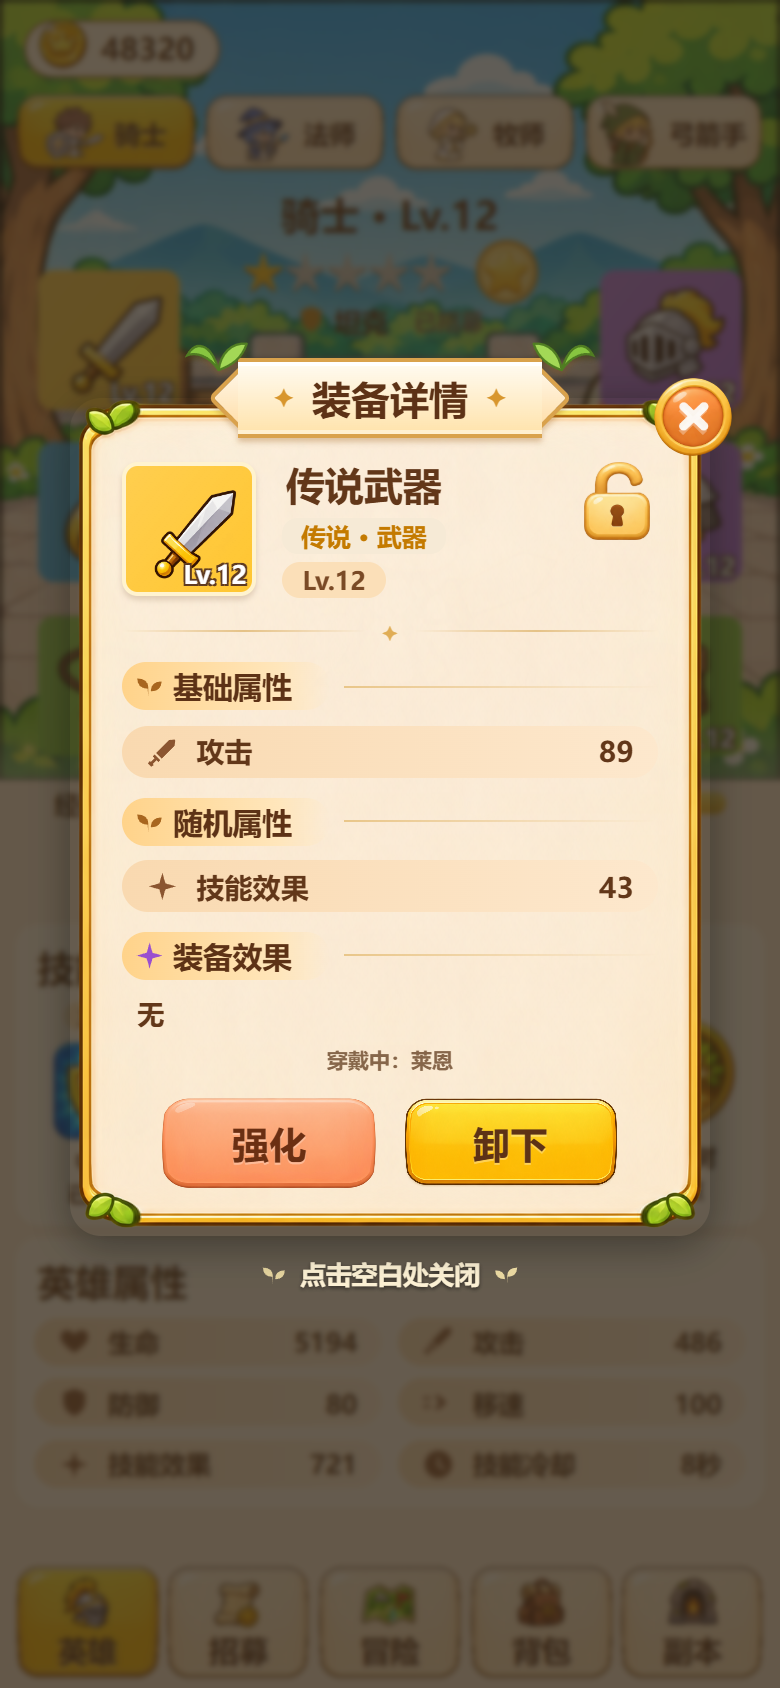 48320
骑士
法师
牧师
弓箭手
骑士·Lv.12
装备详情
传说武器
传说·武器
Lv.12
Lv.12
基础属性
攻击 89
随机属性
技能效果 43
装备效果
无
穿戴中：莱恩
强化
卸下
点击空白处关闭
英雄属性
生命 5194
攻击 486
防御 80
移速 100
技能效果 721
技能冷却 8秒
英雄
招募
冒险
背包
副本